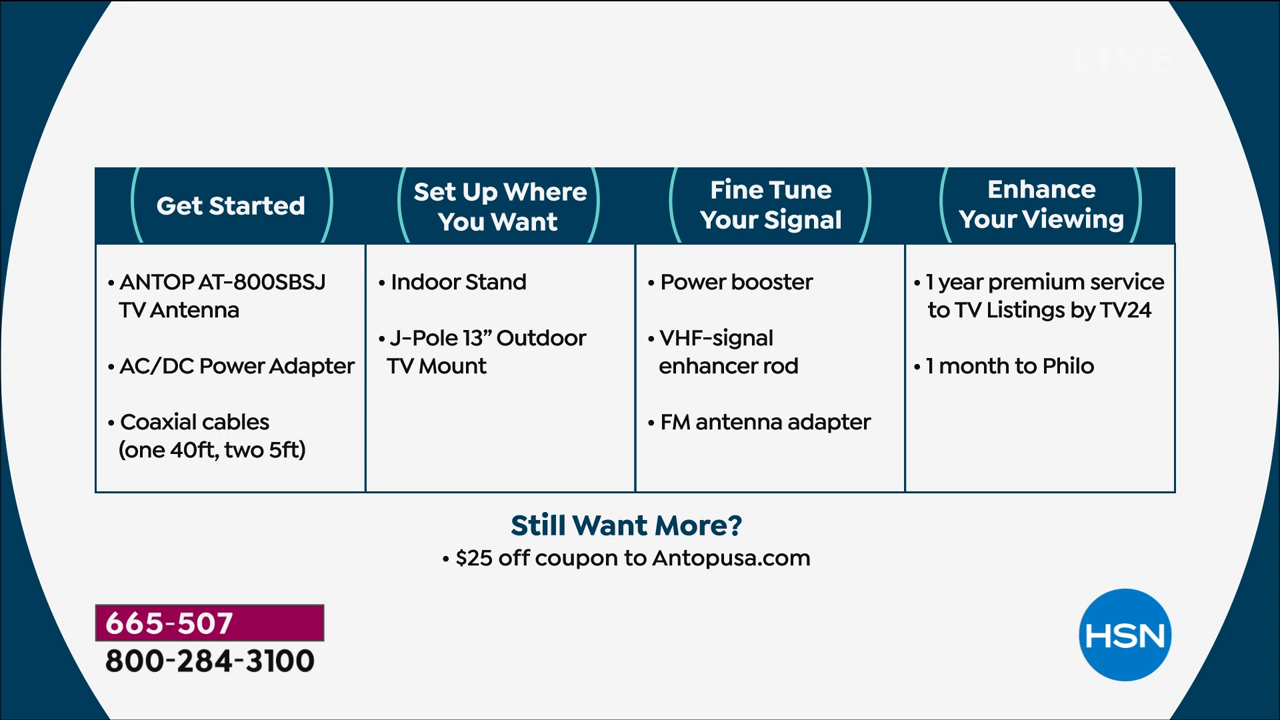 LIVE
Get Started
Set Up Where
You Want
Fine Tune
Your Signal
Enhance
Your Viewing
• ANTOP AT-800SBSJ
TV Antenna
• AC/DC Power Adapter
• Coaxial cables
(one 40ft, two 5ft)
• Indoor Stand
• J-Pole 13” Outdoor
TV Mount
• Power booster
• VHF-signal
enhancer rod
• FM antenna adapter
• 1 year premium service
to TV Listings by TV24
• 1 month to Philo
Still Want More?
• $25 off coupon to Antopusa.com
665-507
800-284-3100
HSN